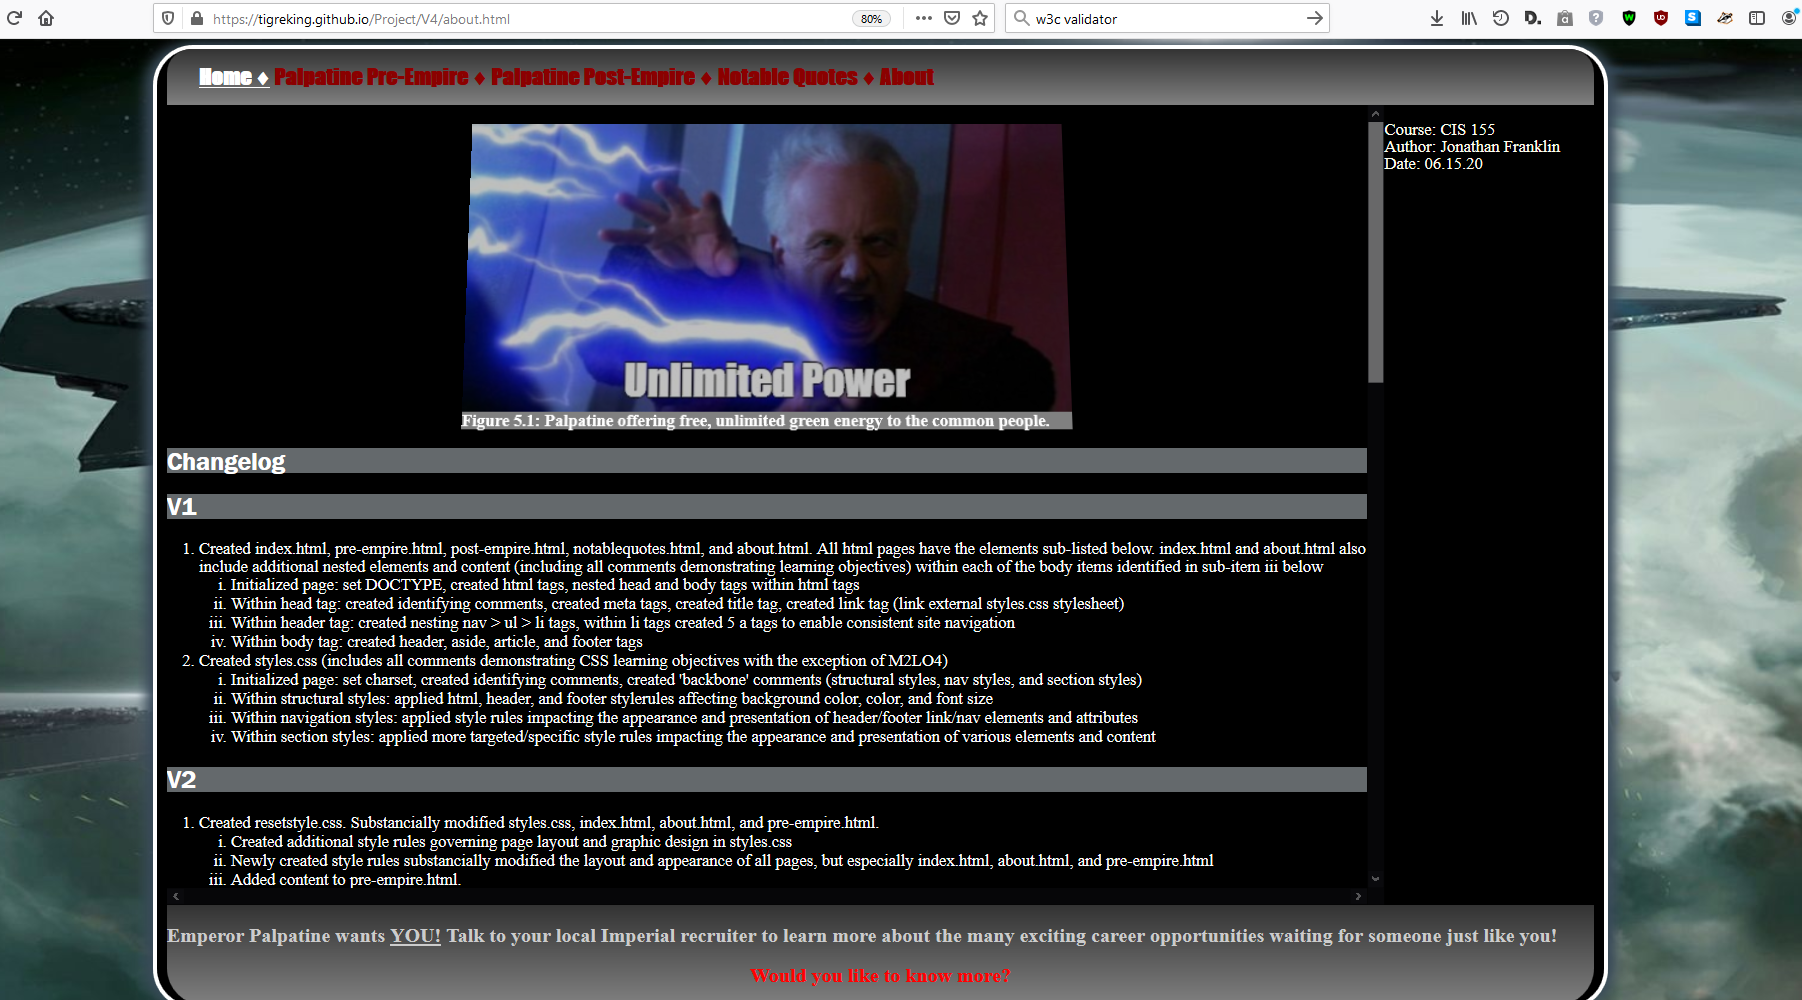 https://tigreking.github.io/Project/V4/about.html
80%
w3c validator
Home ♦ Palpatine Pre-Empire ♦ Palpatine Post-Empire ♦ Notable Quotes ♦ About
Course: CIS 155
Author: Jonathan Franklin
Date: 06.15.20
Unlimited Power
Figure 5.1: Palpatine offering free, unlimited green energy to the common people.
Changelog
V1
1. Created index.html, pre-empire.html, post-empire.html, notablequotes.html, and about.html. All html pages have the elements sub-listed below. index.html and about.html also
include additional nested elements and content (including all comments demonstrating learning objectives) within each of the body items identified in sub-item iii below
i. Initialized page: set DOCTYPE, created html tags, nested head and body tags within html tags
ii. Within head tag: created identifying comments, created meta tags, created title tag, created link tag (link external styles.css stylesheet)
iii. Within header tag: created nesting nav > ul > li tags, within li tags created 5 a tags to enable consistent site navigation
iv. Within body tag: created header, aside, article, and footer tags
2. Created styles.css (includes all comments demonstrating CSS learning objectives with the exception of M2LO4)
i. Initialized page: set charset, created identifying comments, created 'backbone' comments (structural styles, nav styles, and section styles)
ii. Within structural styles: applied html, header, and footer stylerules affecting background color, color, and font size
iii. Within navigation styles: applied style rules impacting the appearance and presentation of header/footer link/nav elements and attributes
iv. Within section styles: applied more targeted/specific style rules impacting the appearance and presentation of various elements and content
V2
1. Created resetstyle.css. Substancially modified styles.css, index.html, about.html, and pre-empire.html.
i. Created additional style rules governing page layout and graphic design in styles.css
ii. Newly created style rules substancially modified the layout and appearance of all pages, but especially index.html, about.html, and pre-empire.html
iii. Added content to pre-empire.html.
Emperor Palpatine wants YOU! Talk to your local Imperial recruiter to learn more about the many exciting career opportunities waiting for someone just like you!
Would you like to know more?